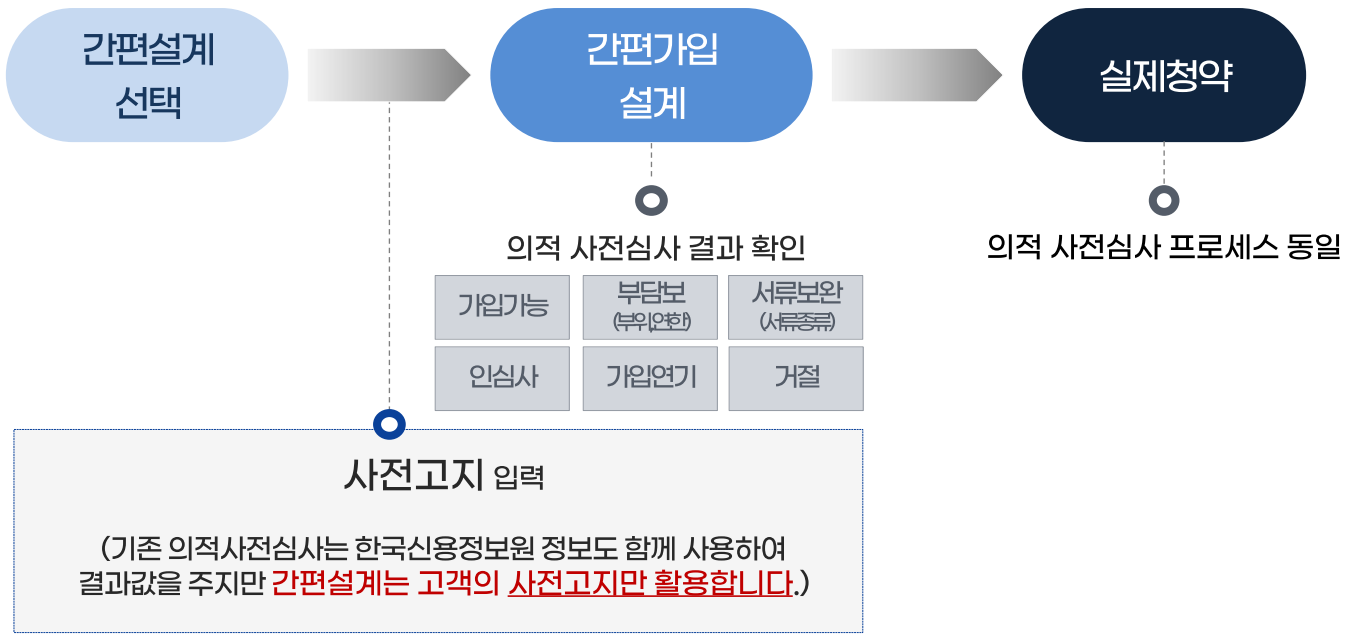 간편설계
선택
간편가입
설계
실제청약
의적 사전심사 결과 확인
의적 사전심사 프로세스 동일
가입가능
부담보
(부위,연한)
서류보완
(서류종류)
인심사
가입연기
거절
사전고지 입력
(기존 의적사전심사는 한국신용정보원 정보도 함께 사용하여
결과값을 주지만 간편설계는 고객의 사전고지만 활용합니다.)